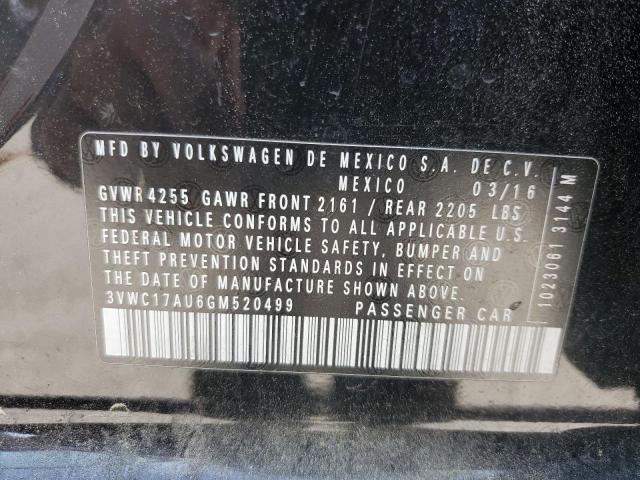 MFD BY VOLKSWAGEN DE MEXICO S.A. DE C.V.
MEXICO 03/16
GVWR 4255 GAWR FRONT 2161 / REAR 2205 LBS
THIS VEHICLE CONFORMS TO ALL APPLICABLE U.S.
FEDERAL MOTOR VEHICLE SAFETY, BUMPER AND
THEFT PREVENTION STANDARDS IN EFFECT ON
THE DATE OF MANUFACTURE SHOWN ABOVE.
3VWC17AU6GM520499 PASSENGER CAR
1023061 3144 M